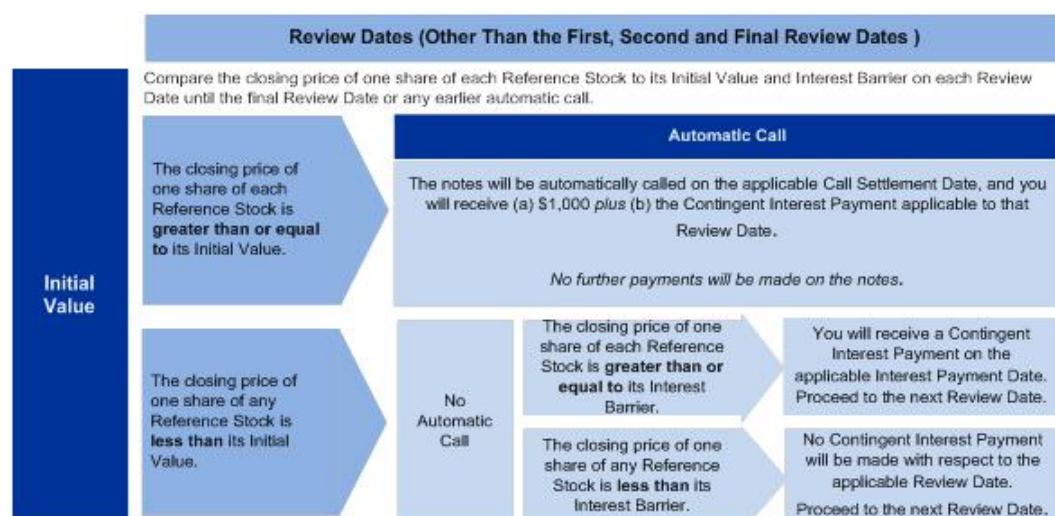 Review Dates (Other Than the First, Second and Final Review Dates )
Compare the closing price of one share of each Reference Stock to its Initial Value and Interest Barrier on each Review
Date until the final Review Date or any earlier automatic call.
Initial
Value
The closing price of
one share of each
Reference Stock is
greater than or equal
to its Initial Value.
Automatic Call
The notes will be automatically called on the applicable Call Settlement Date, and you
will receive (a) $1,000 plus (b) the Contingent Interest Payment applicable to that
Review Date.
No further payments will be made on the notes.
The closing price of
one share of any
Reference Stock is
less than its Initial
Value.
No
Automatic
Call
The closing price of one
share of each Reference
Stock is greater than or
equal to its Interest
Barrier.
You will receive a Contingent
Interest Payment on the
applicable Interest Payment Date.
Proceed to the next Review Date.
The closing price of one
share of any Reference
Stock is less than its
Interest Barrier.
No Contingent Interest Payment
will be made with respect to the
applicable Review Date.
Proceed to the next Review Date.